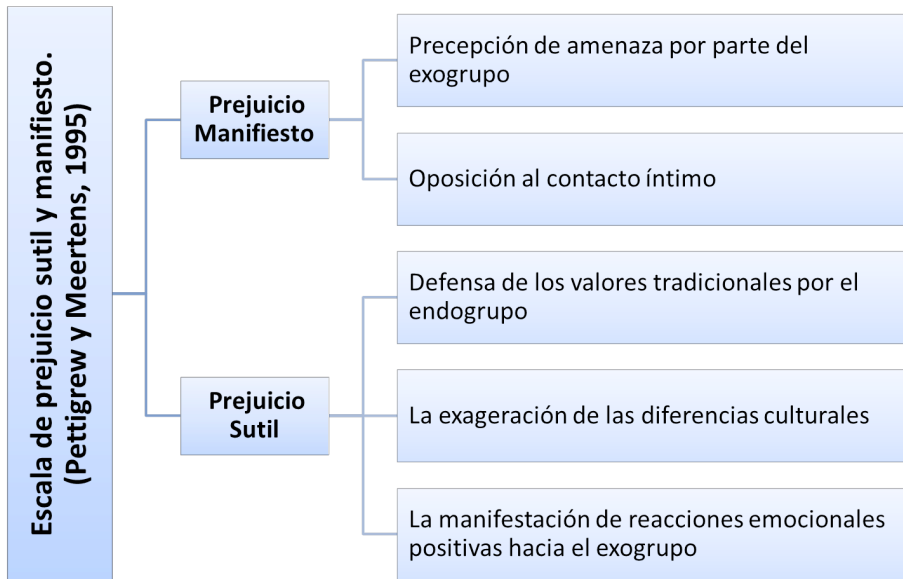 Escala de prejuicio sutil y manifiesto.
(Pettigrew y Meertens, 1995)
Prejuicio
Manifiesto
Precepción de amenaza por parte del
exogrupo
Oposición al contacto íntimo
Prejuicio
Sutil
Defensa de los valores tradicionales por el
endogrupo
La exageración de las diferencias culturales
La manifestación de reacciones emocionales
positivas hacia el exogrupo